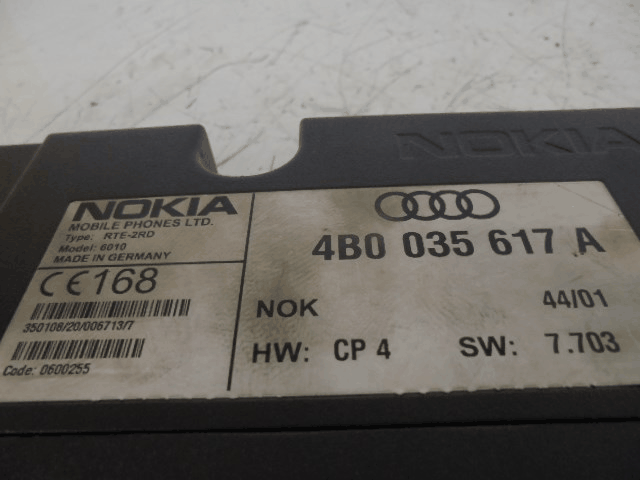 NOKIA
NOKIA
MOBILE PHONES LTD.
Type: RTE-2RD
Model: 6010
MADE IN GERMANY
CE168
350106/20/006713/7
Code: 0600255
4B0 035 617 A
NOK 44/01
HW: CP 4 SW: 7.703